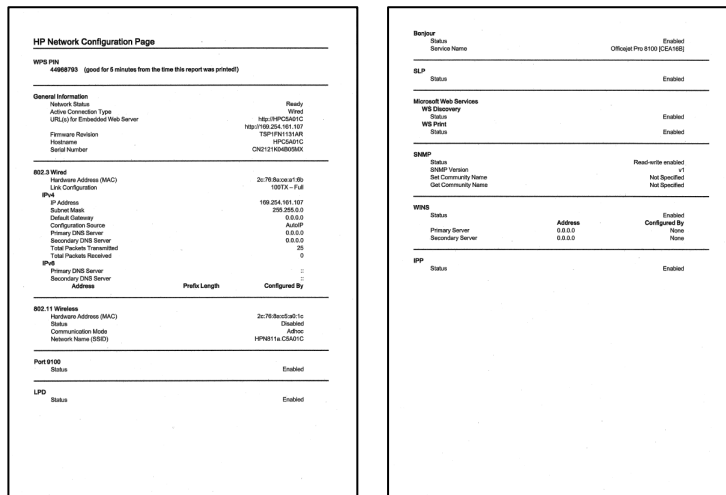 HP Network Configuration Page
WPS PIN
44968793 (good for 5 minutes from the time this report was printed!)
General Information
Network Status Ready
Active Connection Type Wired
URL(s) for Embedded Web Server http://HPC5A01C
http://169.254.161.107
Firmware Revision TSP1FN1131AR
Hostname HPC5A01C
Serial Number CN2121K04B05MX
802.3 Wired
Hardware Address (MAC) 2c:76:8a:ce:a1:6b
Link Configuration 100TX – Full
IPv4
IP Address 169.254.161.107
Subnet Mask 255.255.0.0
Default Gateway 0.0.0.0
Configuration Source AutoIP
Primary DNS Server 0.0.0.0
Secondary DNS Server 0.0.0.0
Total Packets Transmitted 25
Total Packets Received 0
IPv6
Primary DNS Server ::
Secondary DNS Server ::
Address Prefix Length Configured By
802.11 Wireless
Hardware Address (MAC) 2c:76:8a:c5:a0:1c
Status Disabled
Communication Mode Adhoc
Network Name (SSID) HPN811a.C5A01C
Port 9100
Status Enabled
LPD
Status Enabled
Bonjour
Status Enabled
Service Name Officejet Pro 8100 [CEA16B]
SLP
Status Enabled
Microsoft Web Services
WS Discovery
Status Enabled
WS Print
Status Enabled
SNMP
Status Read-write enabled
SNMP Version v1
Set Community Name Not Specified
Get Community Name Not Specified
WINS
Status Enabled
Address Configured By
Primary Server 0.0.0.0 None
Secondary Server 0.0.0.0 None
IPP
Status Enabled